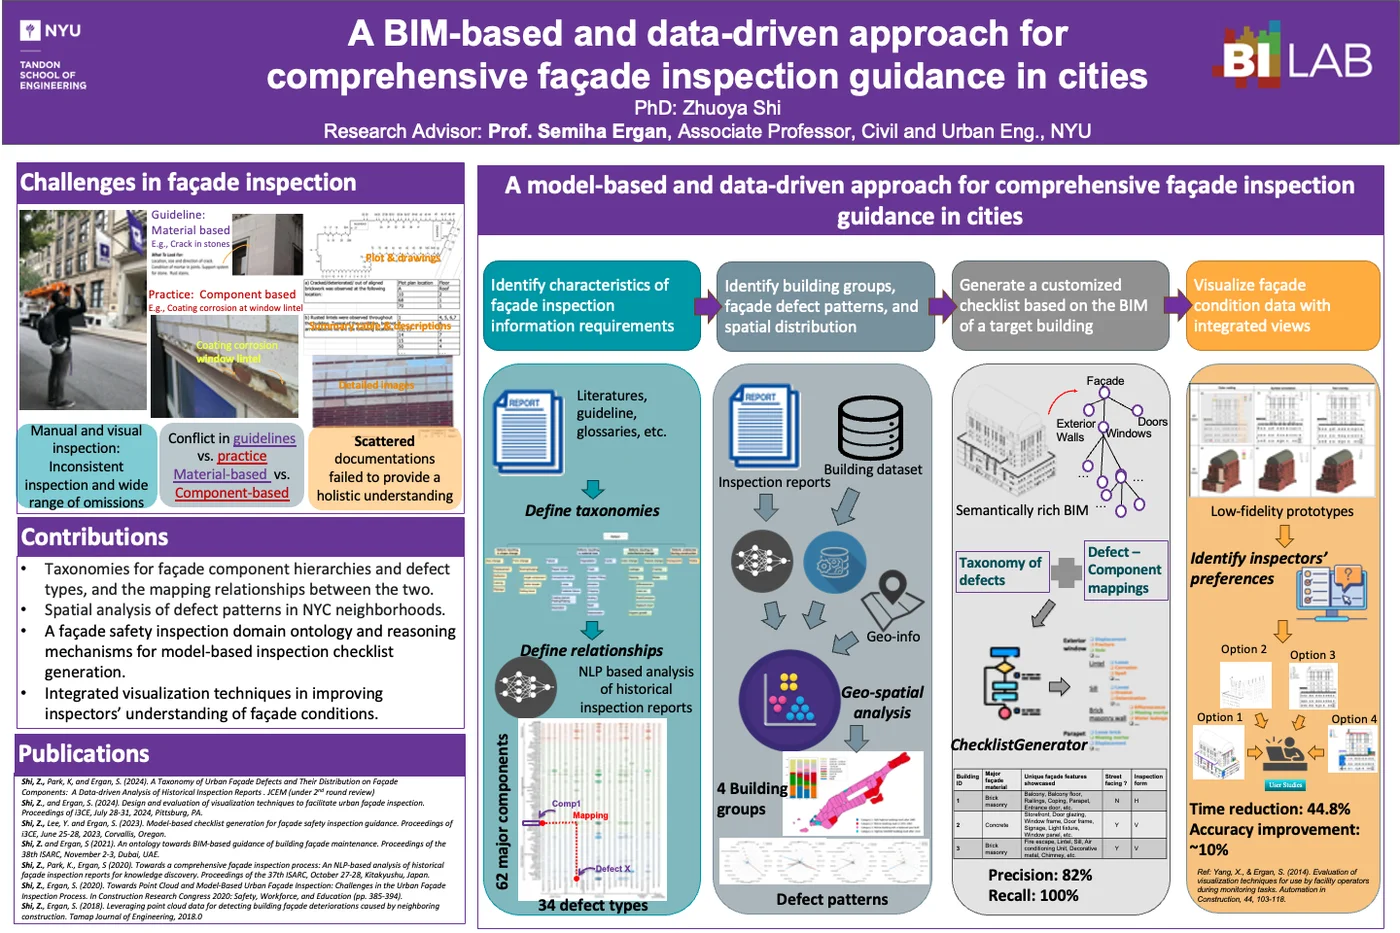 NYU
TANDON
SCHOOL OF
ENGINEERING
A BIM-based and data-driven approach for
comprehensive façade inspection guidance in cities
PhD: Zhuoya Shi
Research Advisor: Prof. Semiha Ergan, Associate Professor, Civil and Urban Eng., NYU
BI LAB
Challenges in façade inspection
Guideline:
Material based
E.g., Crack in stones
What To Look For:
Practice: Component based
E.g., Coating corrosion at window lintel
Coating corrosion
window lintel
Plot & drawings
Summary table & descriptions
Detailed images
Manual and visual
inspection:
Inconsistent
inspection and wide
range of omissions
Conflict in guidelines
vs. practice
Material-based vs.
Component-based
Scattered
documentations
failed to provide a
holistic understanding
Contributions
• Taxonomies for façade component hierarchies and defect
types, and the mapping relationships between the two.
• Spatial analysis of defect patterns in NYC neighborhoods.
• A façade safety inspection domain ontology and reasoning
mechanisms for model-based inspection checklist
generation.
• Integrated visualization techniques in improving
inspectors' understanding of façade conditions.
Publications
Shi, Z., Park, K, and Ergan, S. (2024). A Taxonomy of Urban Façade Defects and Their Distribution on Façade
Components: A Data-driven Analysis of Historical Inspection Reports . JCEM (under 2nd round review)
Shi, Z., and Ergan, S. (2024). Design and evaluation of visualization techniques to facilitate urban façade inspection.
Proceedings of i3CE, July 28-31, 2024, Pittsburg, PA.
Shi, Z., Lee, Y. and Ergan, S. (2023). Model-based checklist generation for façade safety inspection guidance. Proceedings of
i3CE, June 25-28, 2023, Corvallis, Oregon.
Shi, Z. and Ergan, S (2021). An ontology towards BIM-based guidance of building façade maintenance. Proceedings of the
38th ISARC, November 2-3, Dubai, UAE.
Shi, Z., Park, K., Ergan, S (2020). Towards a comprehensive façade inspection process: An NLP-based analysis of historical
façade inspection reports for knowledge discovery. Proceedings of the 37th ISARC, October 27-28, Kitakyushu, Japan.
Shi, Z., Ergan, S. (2020). Towards Point Cloud and Model-Based Urban Façade Inspection: Challenges in the Urban Façade
Inspection Process. In Construction Research Congress 2020: Safety, Workforce, and Education (pp. 385-394).
Shi, Z., Ergan, S. (2018). Leveraging point cloud data for detecting building façade deteriorations caused by neighboring
construction. Tamap Journal of Engineering, 2018.0
A model-based and data-driven approach for comprehensive façade inspection
guidance in cities
Identify characteristics of
façade inspection
information requirements
REPORT
Literatures,
guideline,
glossaries, etc.
Define taxonomies
Define relationships
NLP based analysis
of historical
inspection reports
62 major components
Comp1
Mapping
Defect X
34 defect types
Identify building groups,
façade defect patterns, and
spatial distribution
REPORT
Inspection reports
Building dataset
Geo-info
Geo-spatial
analysis
4 Building
groups
Defect patterns
Generate a customized
checklist based on the BIM
of a target building
Façade
Exterior
Walls
Windows
Doors
...
...
...
Semantically rich BIM
Taxonomy of
defects
Defect –
Component
mappings
Exterior
window
Lintel
Sill
Brick
masonry wall
Parapet
ChecklistGenerator
Building ID Major façade material Unique façade features showcased Street facing ? Inspection form
1 Brick masonry Balcony, Balcony floor, Railings, Coping, Parapet, Entrance door, etc. N H
2 Concrete Storefront, Door glazing, Window frame, Door frame, Signage, Light fixture, Window panel, etc. Y V
3 Brick masonry Fire escape, Lintel, Sill, Air conditioning Unit, Decorative metal, Chimney, etc. Y V
Precision: 82%
Recall: 100%
Visualize façade
condition data with
integrated views
Low-fidelity prototypes
Identify inspectors'
preferences
Option 2
Option 3
Option 1
Option 4
User Studies
Time reduction: 44.8%
Accuracy improvement:
~10%
Ref: Yang, X., & Ergan, S. (2014). Evaluation of
visualization techniques for use by facility operators
during monitoring tasks. Automation in
Construction, 44, 103-118.